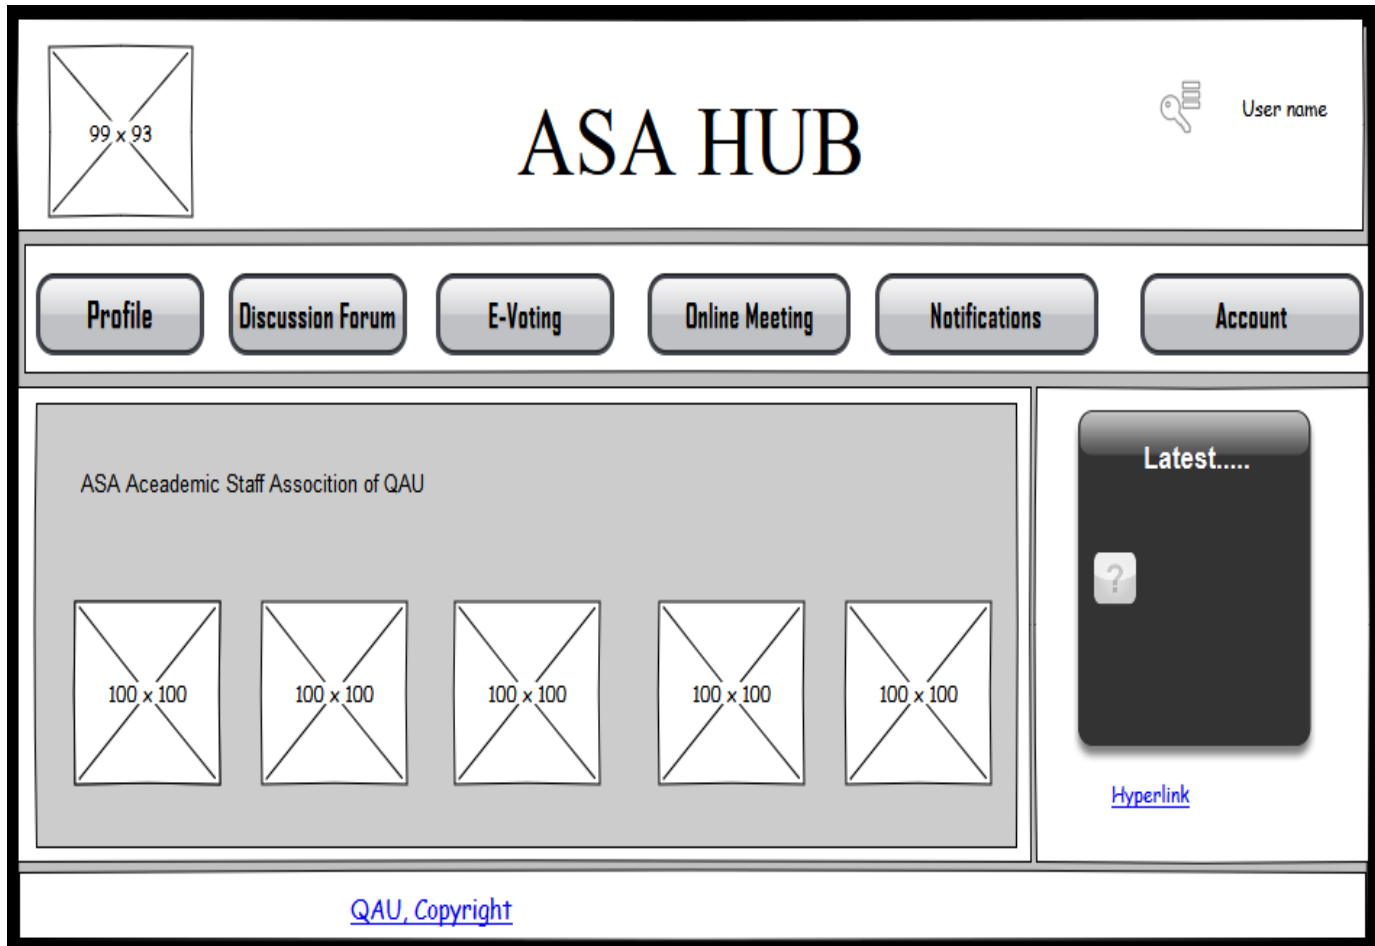 99 x 93
ASA HUB
User name
Profile
Discussion Forum
E-Voting
Online Meeting
Notifications
Account
ASA Aceademic Staff Assocition of QAU
Latest.....
?
100 x 100
100 x 100
100 x 100
100 x 100
100 x 100
Hyperlink
QAU, Copyright